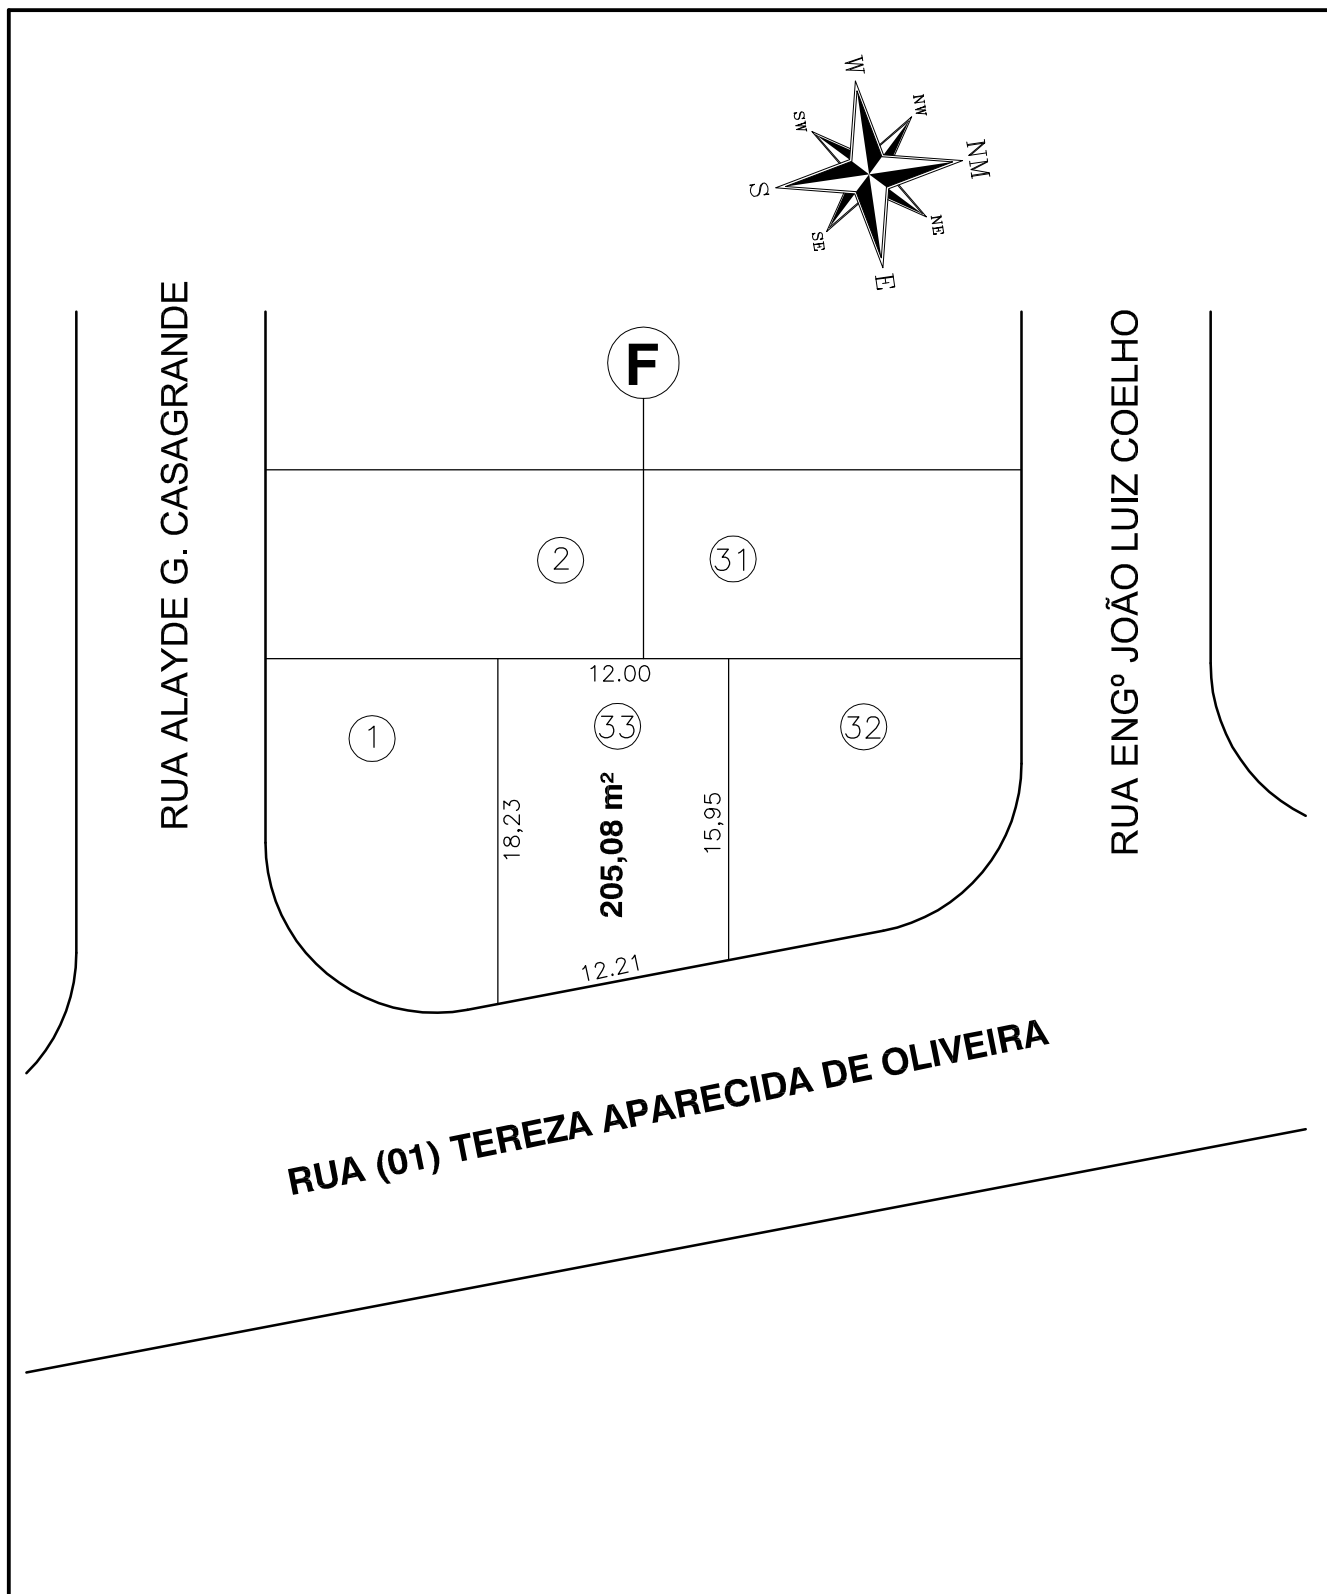 W
NW
SW
NM
S
NE
SE
E
RUA ALAYDE G. CASAGRANDE
F
RUA ENGº JOÃO LUIZ COELHO
2
31
12.00
1
33
32
18,23
205,08 m²
15,95
12.21
RUA (01) TEREZA APARECIDA DE OLIVEIRA